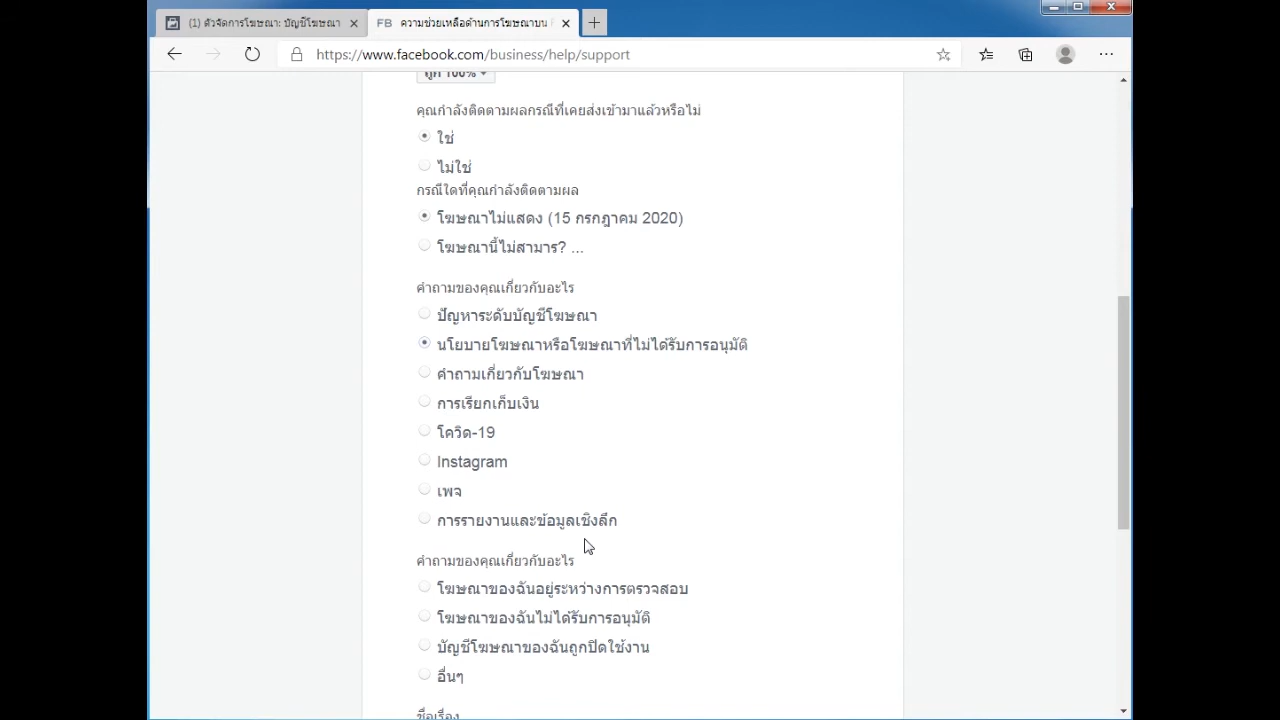 (1) ตัวจัดการโฆษณา: บัญชีโฆษณา
FB ความช่วยเหลือด้านการโฆษณาบน
https://www.facebook.com/business/help/support
ถูก 100%
คุณกำลังติดตามผลกรณีที่เคยส่งเข้ามาแล้วหรือไม่
ใช่
ไม่ใช่
กรณีใดที่คุณกำลังติดตามผล
โฆษณาไม่แสดง (15 กรกฎาคม 2020)
โฆษณานี้ไม่สามาร? ...
คำถามของคุณเกี่ยวกับอะไร
ปัญหาระดับบัญชีโฆษณา
นโยบายโฆษณาหรือโฆษณาที่ไม่ได้รับการอนุมัติ
คำถามเกี่ยวกับโฆษณา
การเรียกเก็บเงิน
โควิด-19
Instagram
เพจ
การรายงานและข้อมูลเชิงลึก
คำถามของคุณเกี่ยวกับอะไร
โฆษณาของฉันอยู่ระหว่างการตรวจสอบ
โฆษณาของฉันไม่ได้รับการอนุมัติ
บัญชีโฆษณาของฉันถูกปิดใช้งาน
อื่นๆ
ชื่อเรื่อง